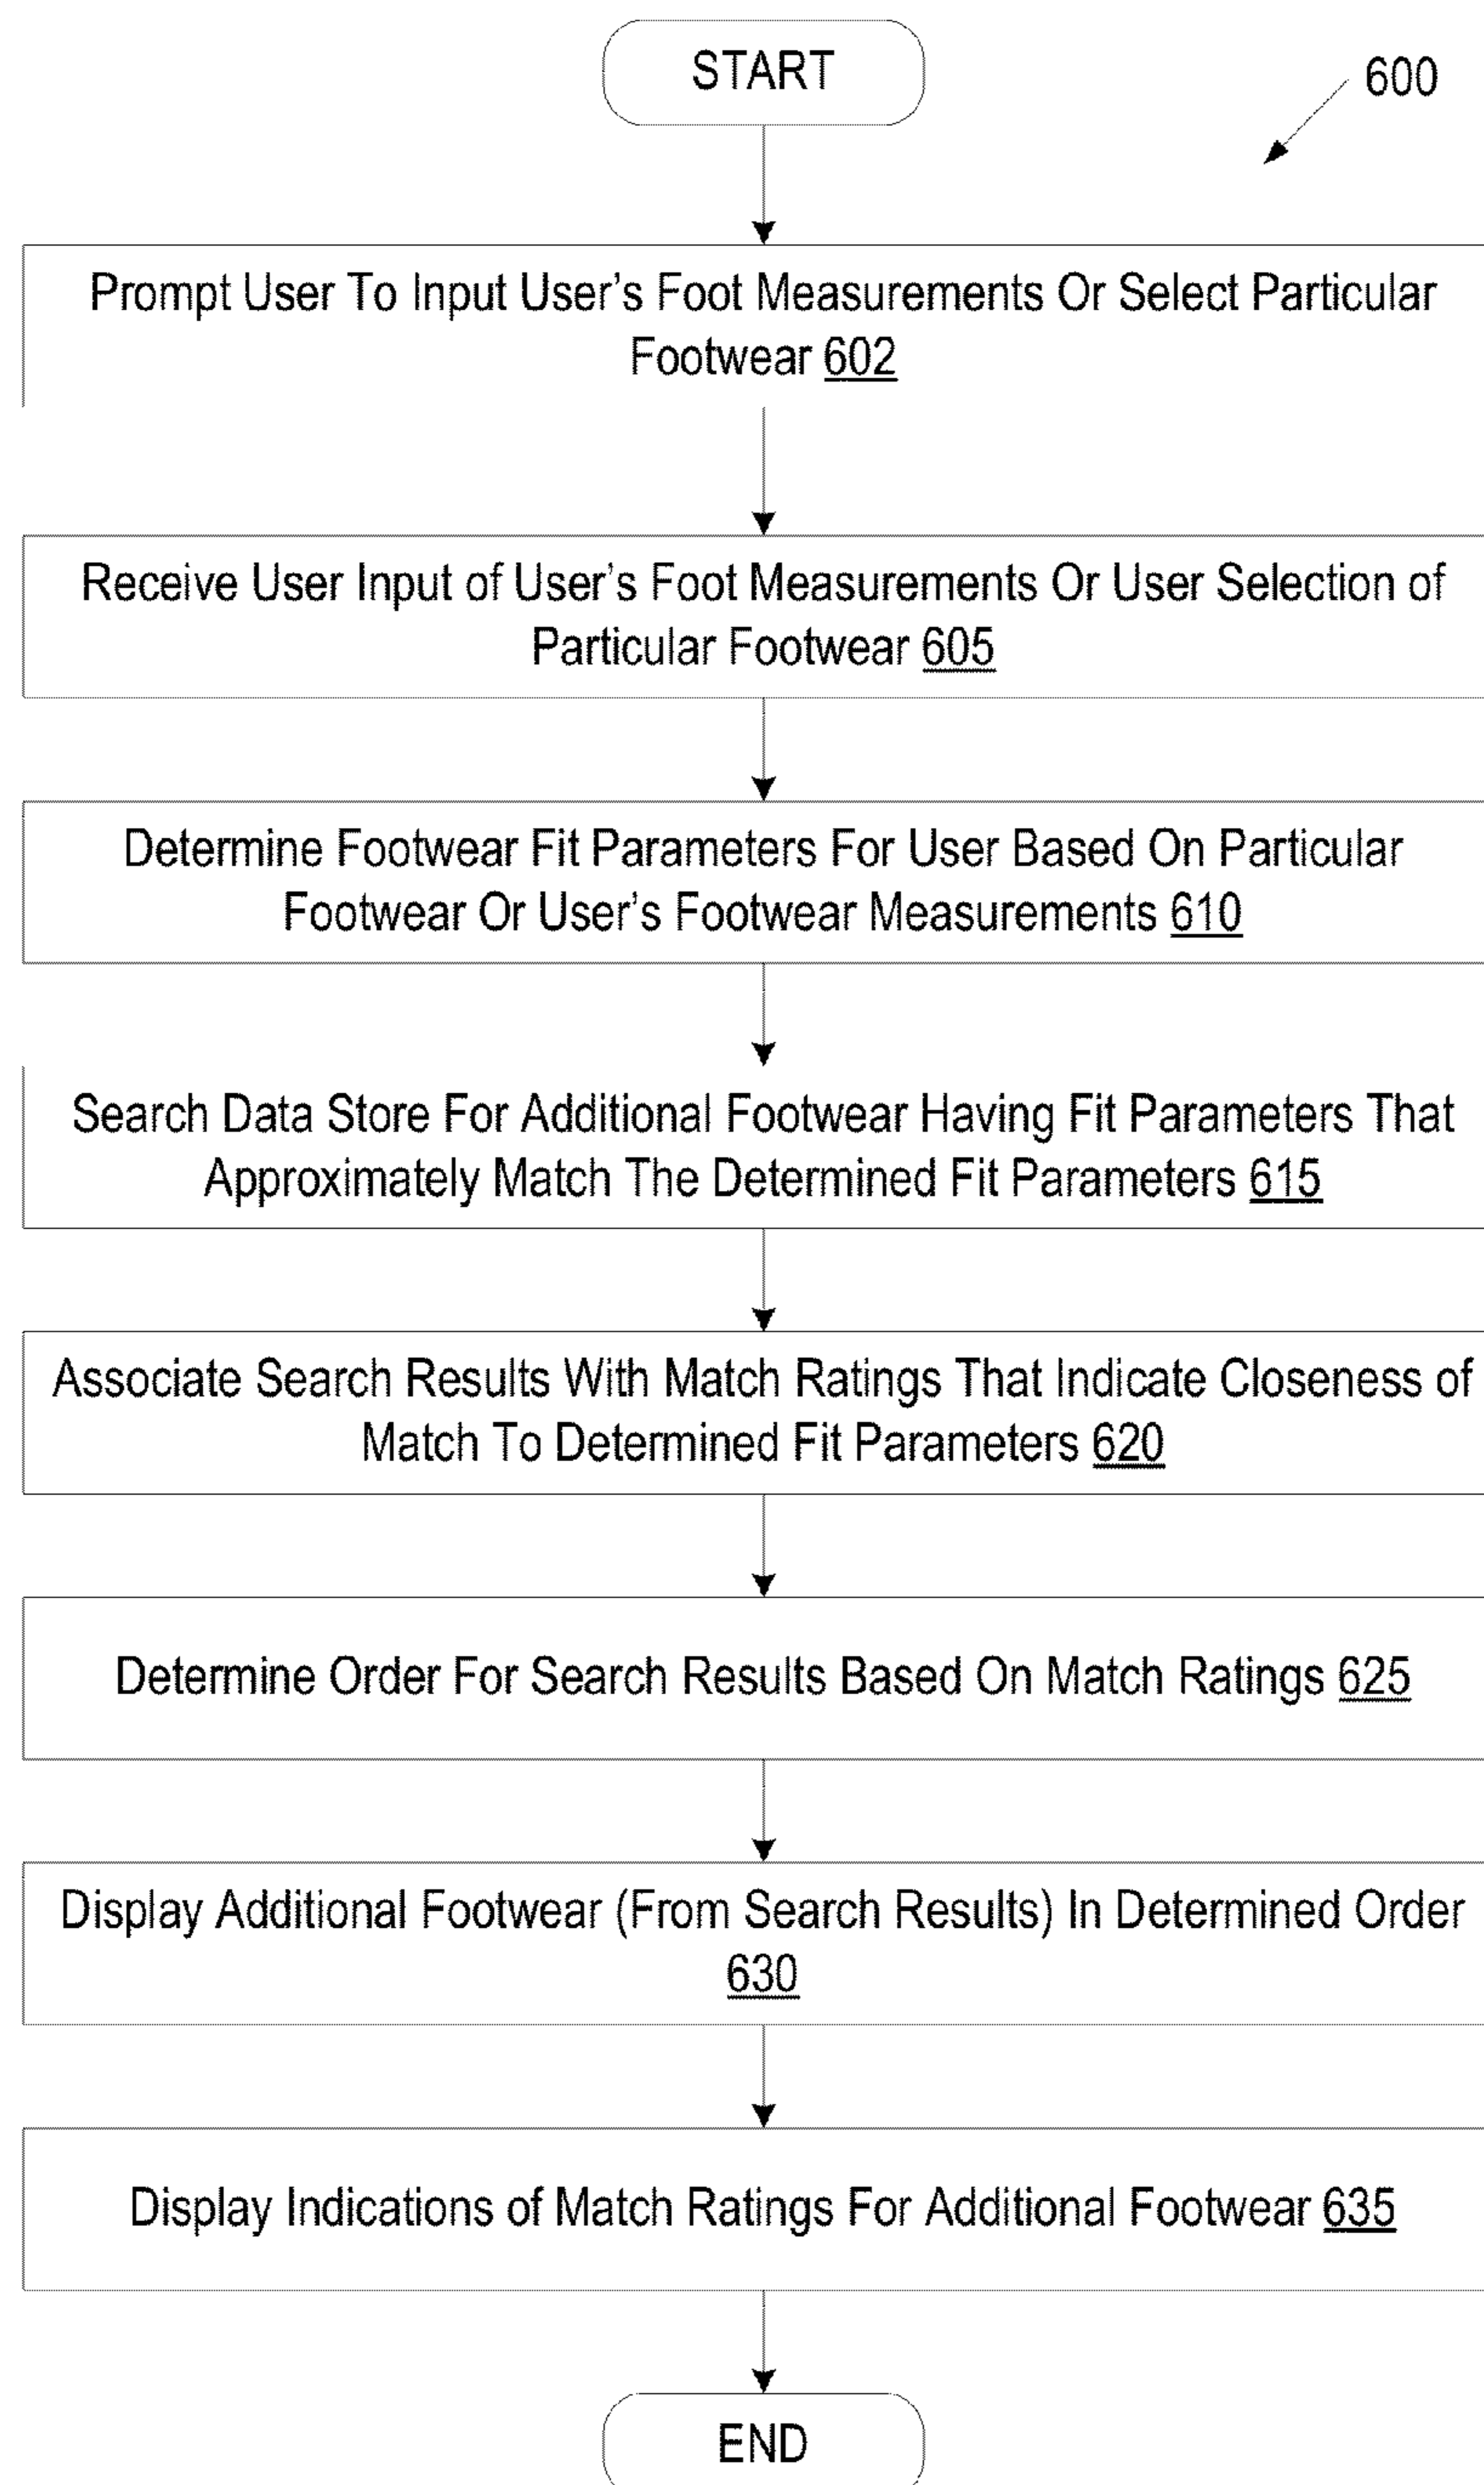 START
600
Prompt User To Input User's Foot Measurements Or Select Particular
Footwear 602
Receive User Input of User's Foot Measurements Or User Selection of
Particular Footwear 605
Determine Footwear Fit Parameters For User Based On Particular
Footwear Or User's Footwear Measurements 610
Search Data Store For Additional Footwear Having Fit Parameters That
Approximately Match The Determined Fit Parameters 615
Associate Search Results With Match Ratings That Indicate Closeness of
Match To Determined Fit Parameters 620
Determine Order For Search Results Based On Match Ratings 625
Display Additional Footwear (From Search Results) In Determined Order
630
Display Indications of Match Ratings For Additional Footwear 635
END